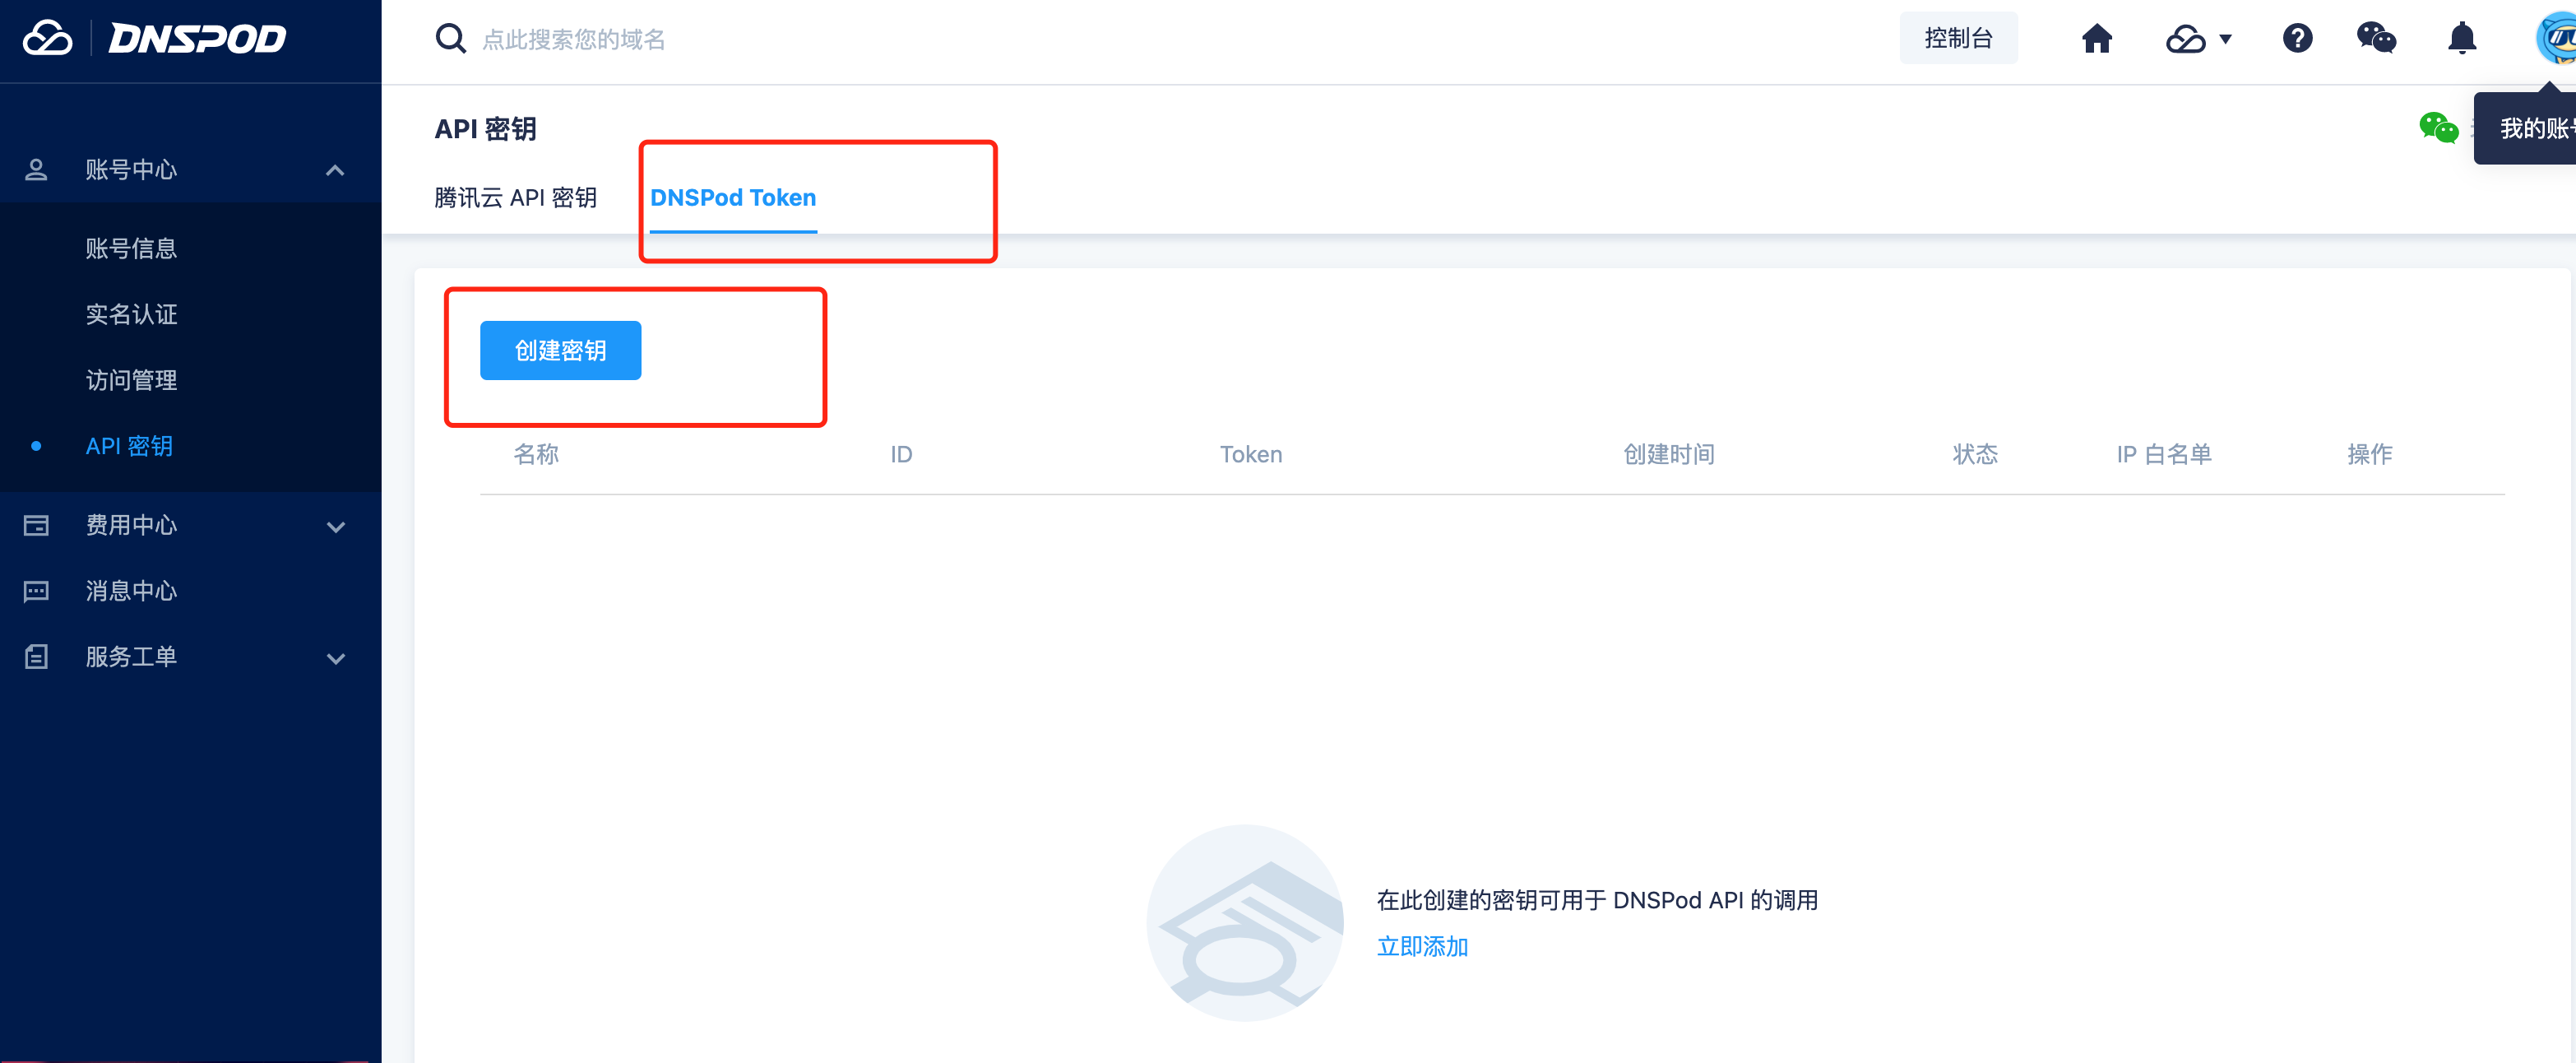 DNSPOD
点此搜索您的域名
控制台
API 密钥
我的账号
腾讯云 API 密钥
DNSPod Token
账号中心
账号信息
实名认证
访问管理
API 密钥
费用中心
消息中心
服务工单
创建密钥
名称 ID Token 创建时间 状态 IP 白名单 操作
在此创建的密钥可用于 DNSPod API 的调用
立即添加